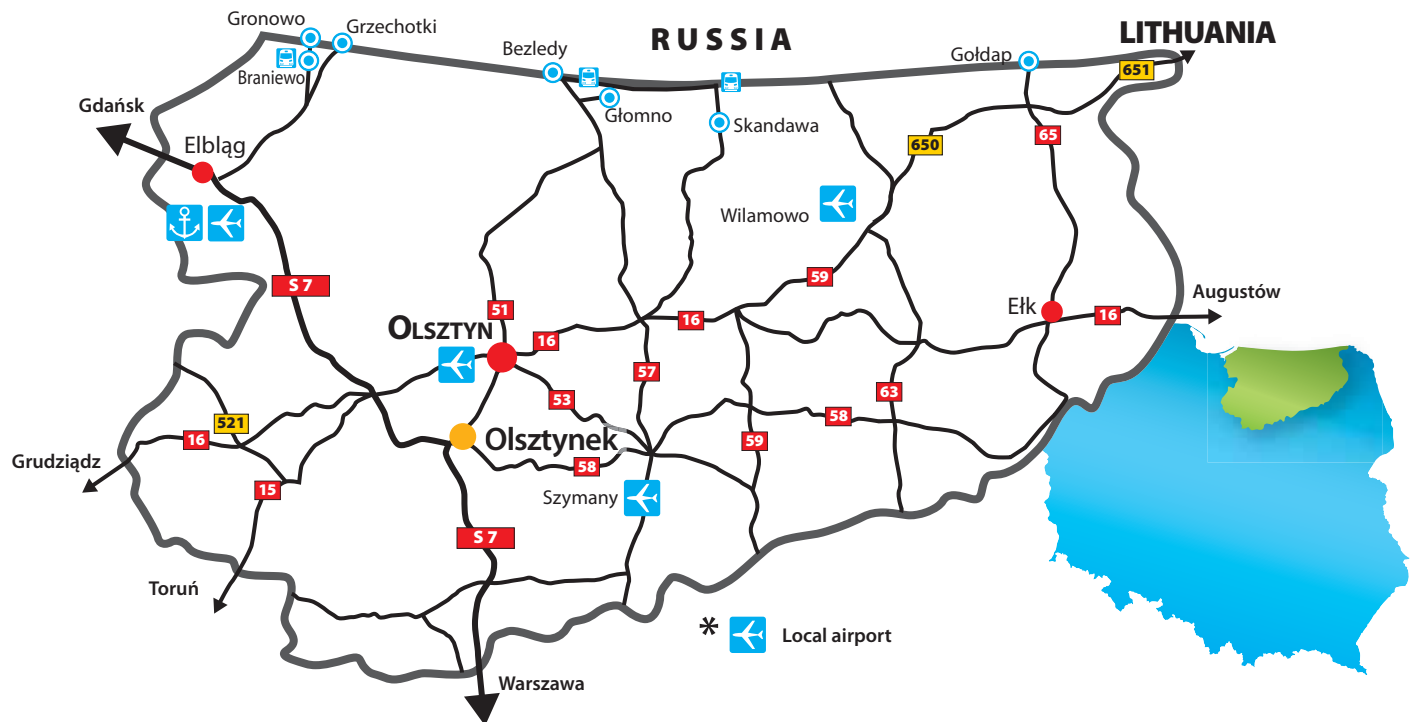 Gronowo
Grzechotki
RUSSIA
LITHUANIA
Bezledy
Gołdap
Braniewo
651
Gdańsk
Głomno
Skandawa
65
650
Elbląg
Wilamowo
59
S 7
51
Augustów
OLSZTYN
16
16
Ełk
16
57
53
63
521
58
16
Olsztynek
59
Grudziądz
58
15
Szymany
S 7
Toruń
* Local airport
Warszawa